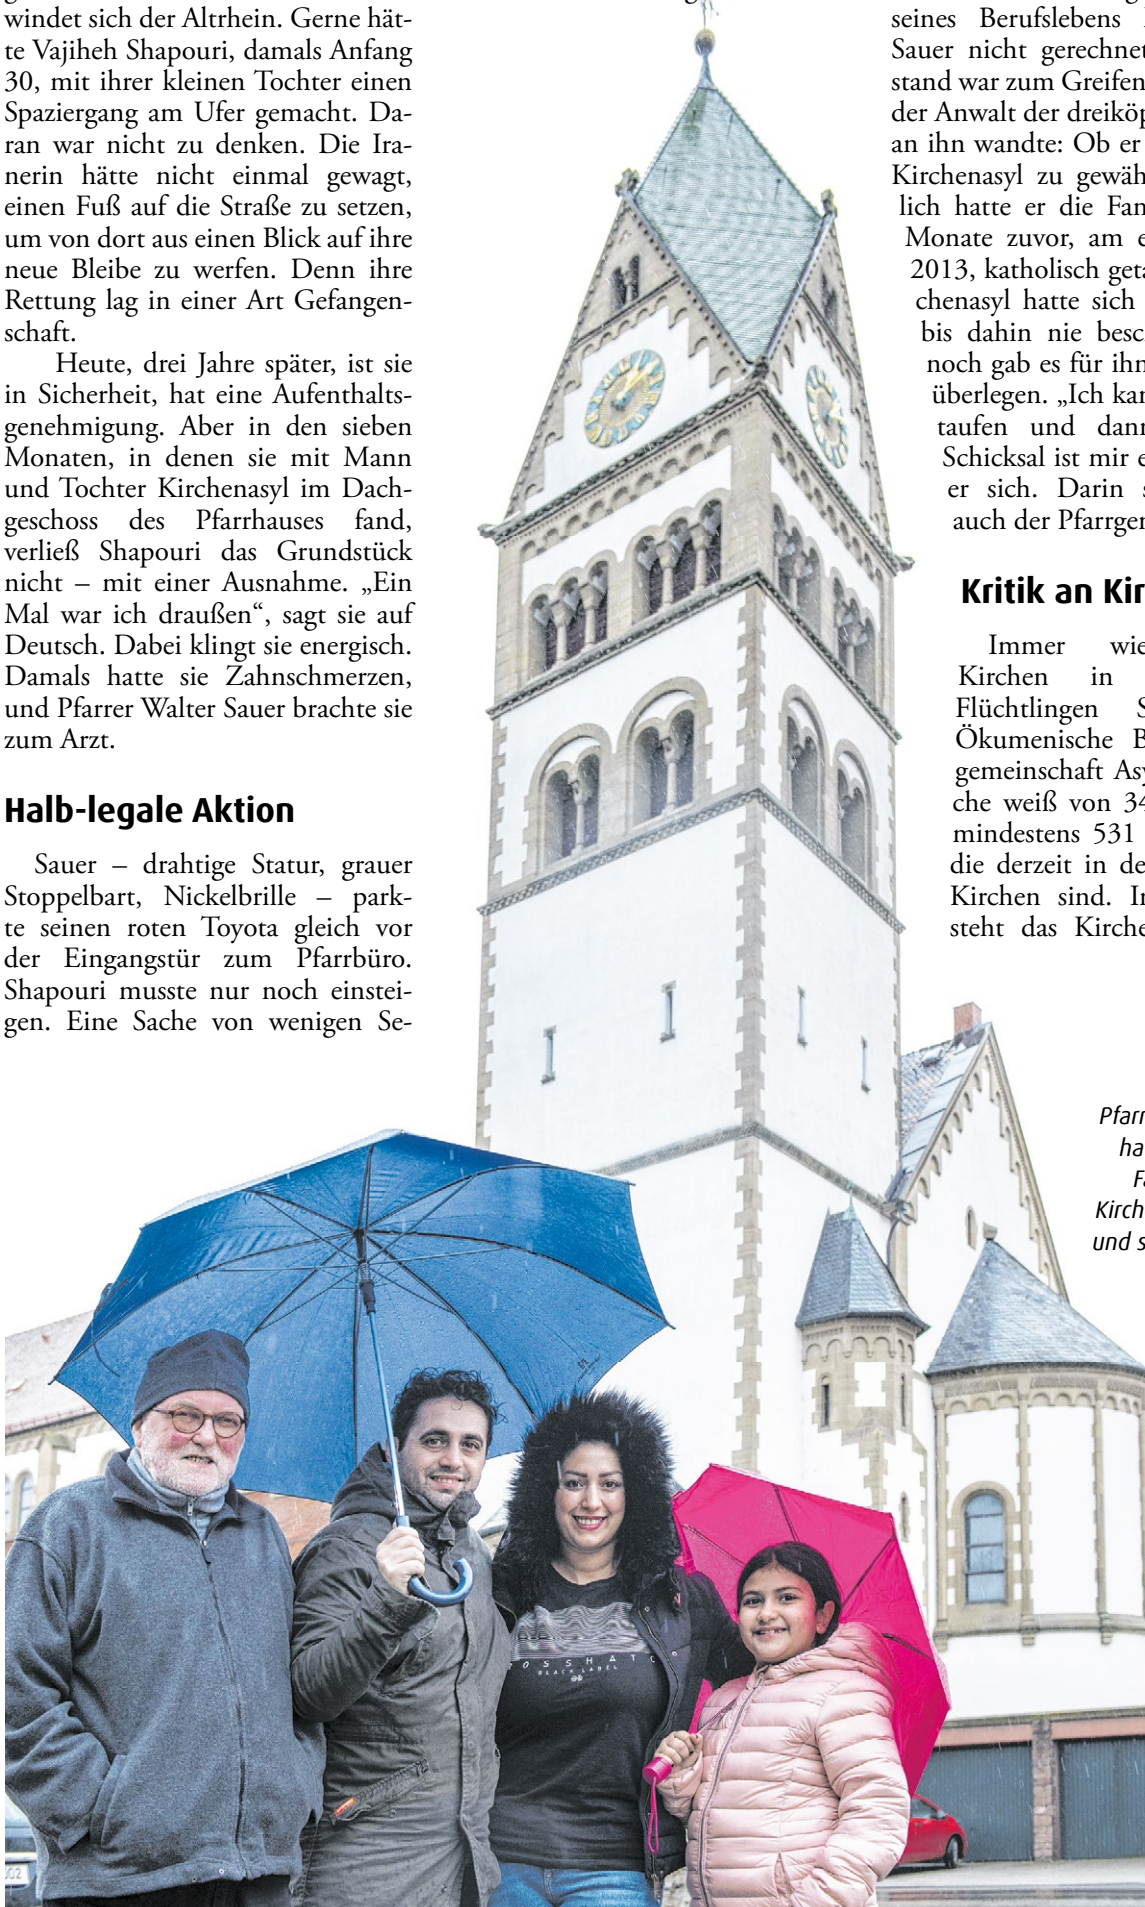 windet sich der Altrhein. Gerne hät-
te Vajiheh Shapouri, damals Anfang
30, mit ihrer kleinen Tochter einen
Spaziergang am Ufer gemacht. Da-
ran war nicht zu denken. Die Ira-
nerin hätte nicht einmal gewagt,
einen Fuß auf die Straße zu setzen,
um von dort aus einen Blick auf ihre
neue Bleibe zu werfen. Denn ihre
Rettung lag in einer Art Gefangen-
schaft.
Heute, drei Jahre später, ist sie
in Sicherheit, hat eine Aufenthalts-
genehmigung. Aber in den sieben
Monaten, in denen sie mit Mann
und Tochter Kirchenasyl im Dach-
geschoss des Pfarrhauses fand,
verließ Shapouri das Grundstück
nicht – mit einer Ausnahme. „Ein
Mal war ich draußen“, sagt sie auf
Deutsch. Dabei klingt sie energisch.
Damals hatte sie Zahnschmerzen,
und Pfarrer Walter Sauer brachte sie
zum Arzt.
Halb-legale Aktion
Sauer – drahtige Statur, grauer
Stoppelbart, Nickelbrille – park-
te seinen roten Toyota gleich vor
der Eingangstür zum Pfarrbüro.
Shapouri musste nur noch einstei-
gen. Eine Sache von wenigen Se-
seines Berufslebens
Sauer nicht gerechnet
stand war zum Greifen
der Anwalt der dreiköp
an ihn wandte: Ob er
Kirchenasyl zu gewäh
lich hatte er die Fam
Monate zuvor, am e
2013, katholisch geta
chenasyl hatte sich
bis dahin nie besc
noch gab es für ihn
überlegen. „Ich kan
taufen und dann
Schicksal ist mir e
er sich. Darin s
auch der Pfarrger
Kritik an Kir
Immer wie
Kirchen in
Flüchtlingen S
Ökumenische B
gemeinschaft Asy
che weiß von 34
mindestens 531
die derzeit in de
Kirchen sind. In
steht das Kirche
Pfarr
ha
Fa
Kirch
und s
OSSHATC
BLACK LABEL